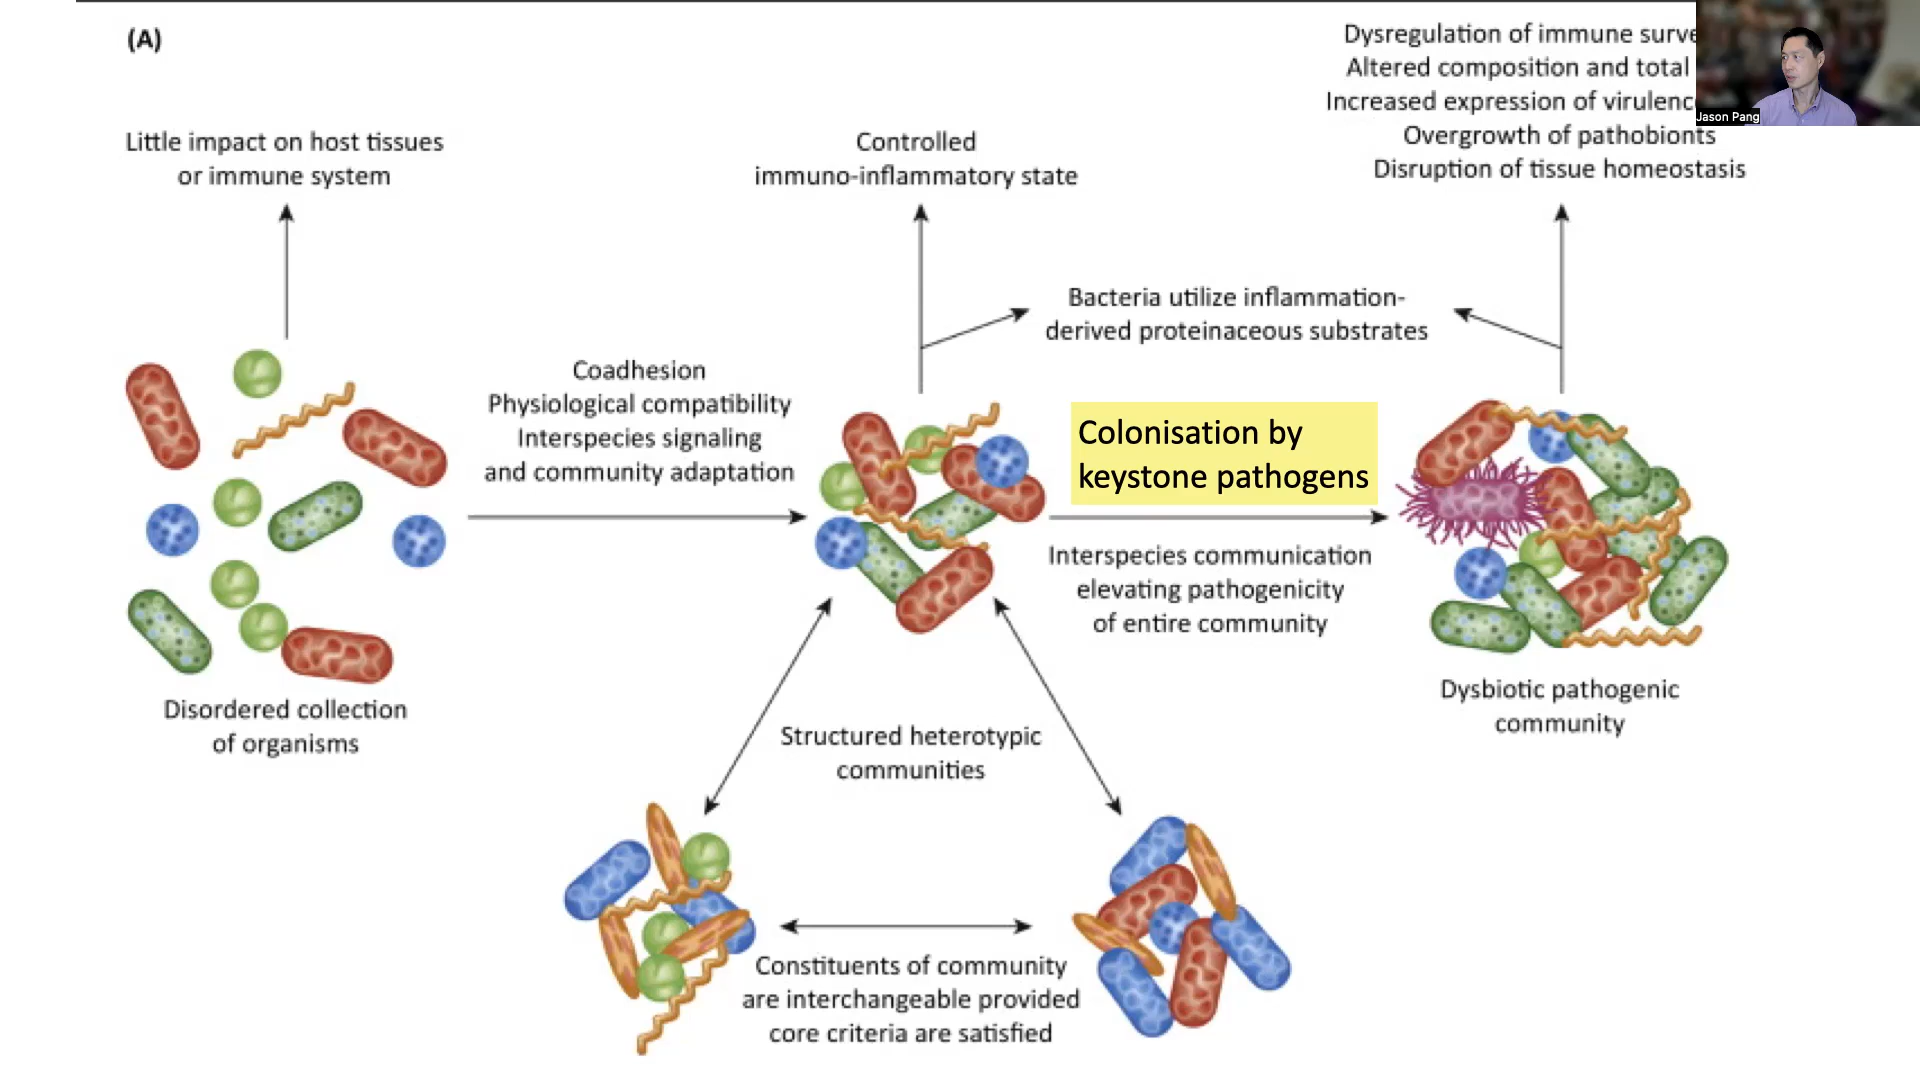 (A)
Little impact on host tissues
or immune system
Controlled
immuno-inflammatory state
Dysregulation of immune
Altered composition and total
Increased expression of
Overgrowth of pathobionts
Disruption of tissue homeostasis
Jason Pang
Bacteria utilize inflammation-
derived proteinaceous substrates
Coadhesion
Physiological compatibility
Interspecies signaling
and community adaptation
Colonisation by
keystone pathogens
Interspecies communication
elevating pathogenicity
of entire community
Disordered collection
of organisms
Dysbiotic pathogenic
community
Structured heterotypic
communities
Constituents of community
are interchangeable provided
core criteria are satisfied